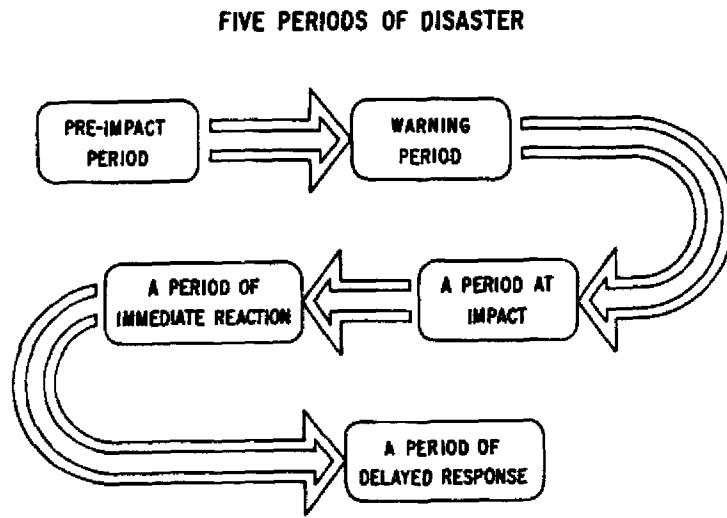 FIVE PERIODS OF DISASTER
PRE-IMPACT
PERIOD
WARNING
PERIOD
A PERIOD AT
IMPACT
A PERIOD OF
IMMEDIATE REACTION
A PERIOD OF
DELAYED RESPONSE